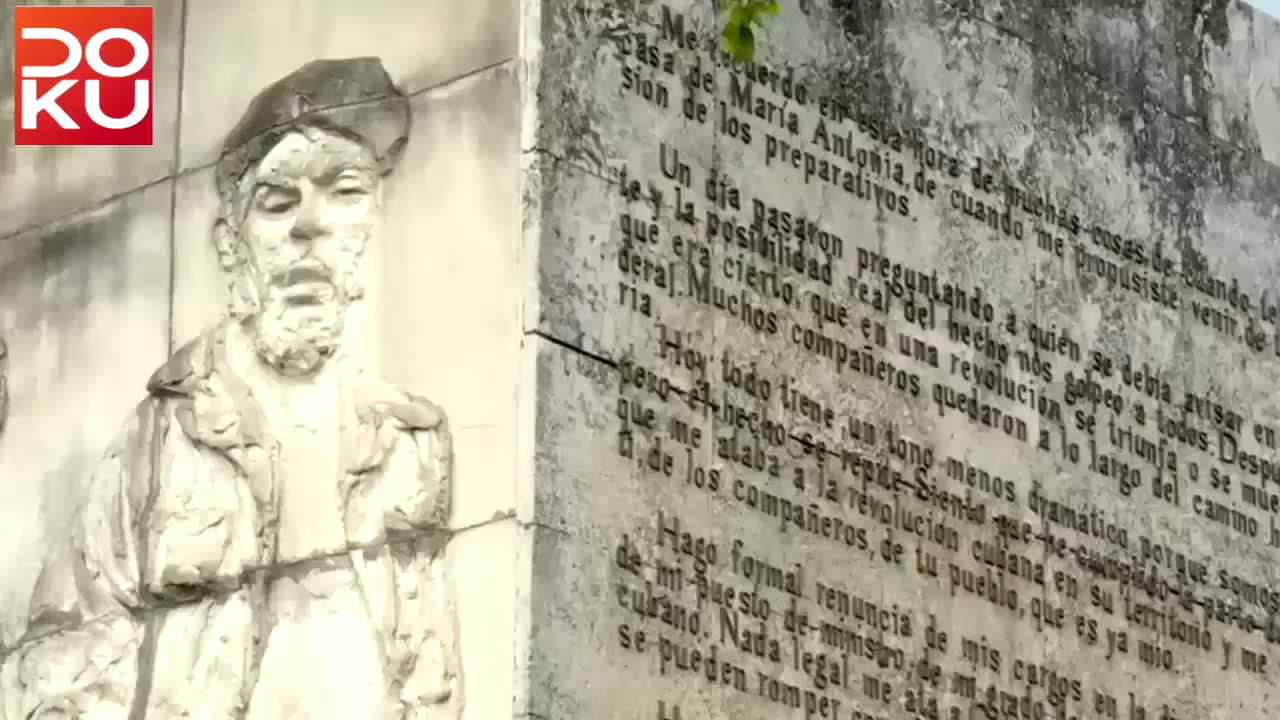 DO
KU
Me recuerdo en esta hora de muchas cosas, de cuando te
casa de María Antonia, de cuando me propusiste venir, de
sión de los preparativos.
Un día pasaron preguntando a quién se debía avisar en
te y la posibilidad real del hecho nos golpeó a todos. Despu
que era cierto, que en una revolución se triunfa o se mue
deral. Muchos compañeros quedaron a lo largo del camino h
ria.
Hoy todo tiene un tono menos dramático, porque somos
pero el hecho se repite. Siento que he cumplido la parte
que me ataba a la revolución cubana en su territorio y me
ti, de los compañeros, de tu pueblo, que es ya mío.
Hago formal renuncia de mis cargos en la
de mi puesto de ministro, de mi grado
cubano. Nada legal me ata a
se pueden romper